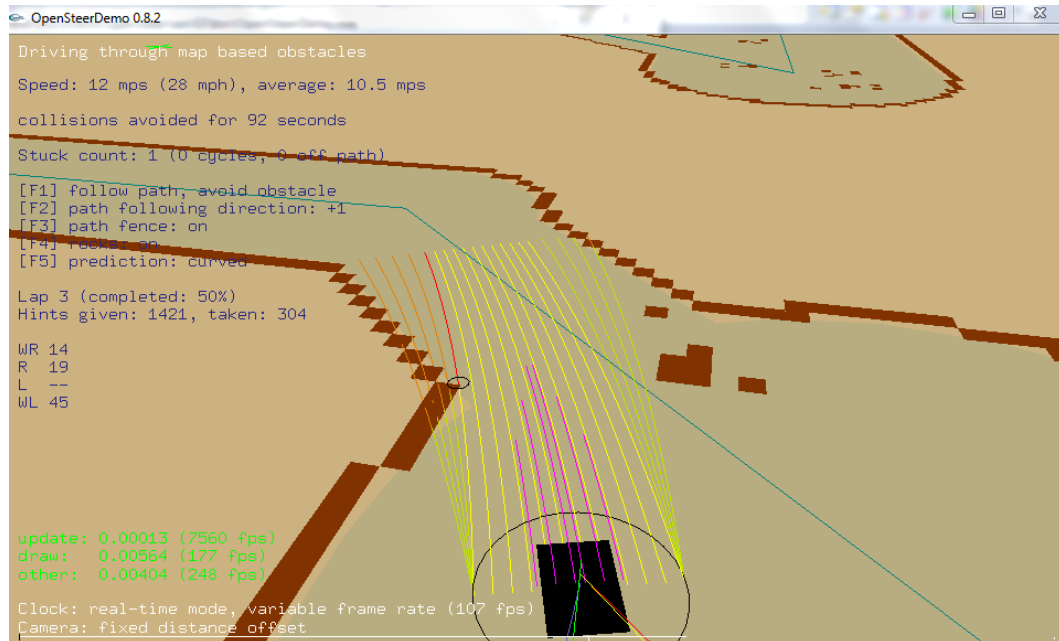 OpenSteerDemo 0.8.2
Driving through map based obstacles
Speed: 12 mps (28 mph), average: 10.5 mps
collisions avoided for 92 seconds
Stuck count: 1 (0 cycles, 0 off path)
[F1] follow path, avoid obstacle
[F2] path following direction: +1
[F3] path fence: on
[F4] rocks: on
[F5] prediction: curved
Lap 3 (completed: 50%)
Hints given: 1421, taken: 304
WR 14
R 19
L --
WL 45
update: 0.00013 (7560 fps)
draw: 0.00564 (177 fps)
other: 0.00404 (248 fps)
Clock: real-time mode, variable frame rate (107 fps)
Camera: fixed distance offset